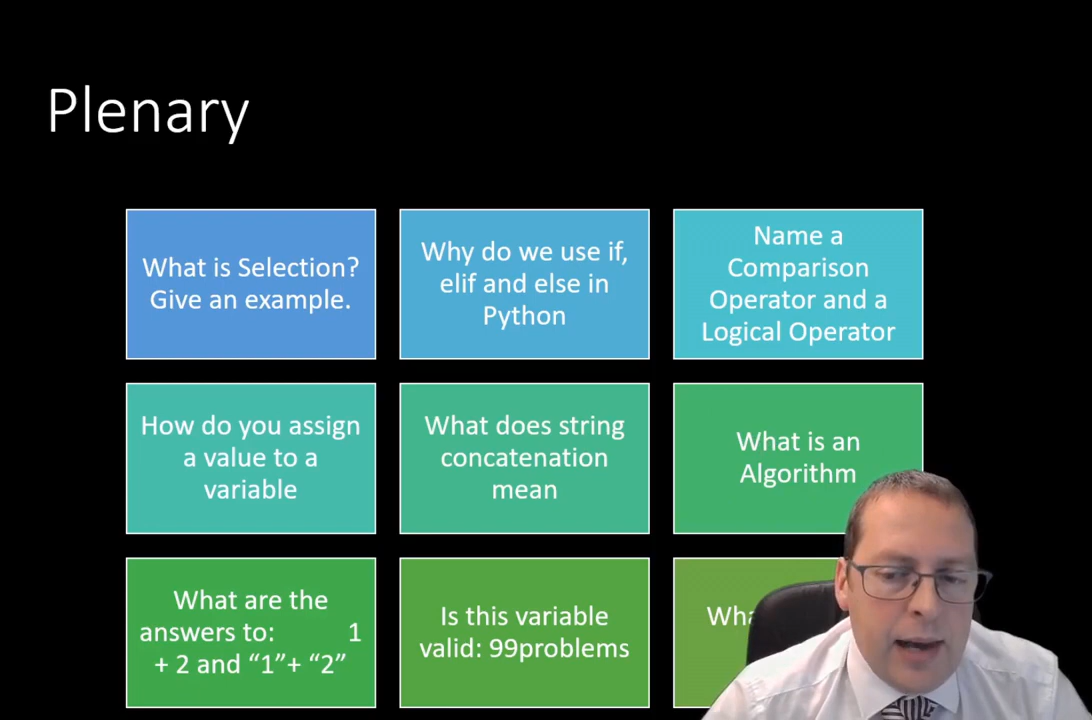 Plenary
What is Selection?
Give an example.
Why do we use if,
elif and else in
Python
Name a
Comparison
Operator and a
Logical Operator
How do you assign
a value to a
variable
What does string
concatenation
mean
What is an
Algorithm
What are the
answers to: 1
+ 2 and “1”+ “2”
Is this variable
valid: 99problems